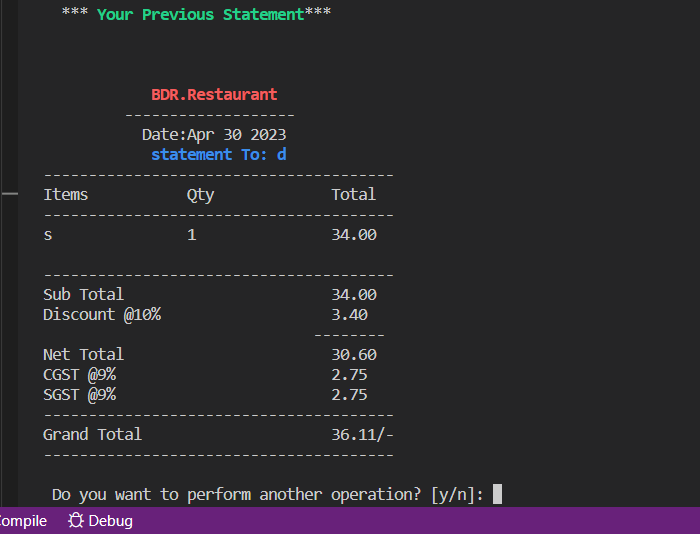 *** Your Previous Statement***
BDR.Restaurant
-------------------
Date:Apr 30 2023
statement To: d
---------------------------------------
Items Qty Total
---------------------------------------
s 1 34.00
---------------------------------------
Sub Total 34.00
Discount @10% 3.40
--------
Net Total 30.60
CGST @9% 2.75
SGST @9% 2.75
---------------------------------------
Grand Total 36.11/-
---------------------------------------
Do you want to perform another operation? [y/n]:
ompile Debug